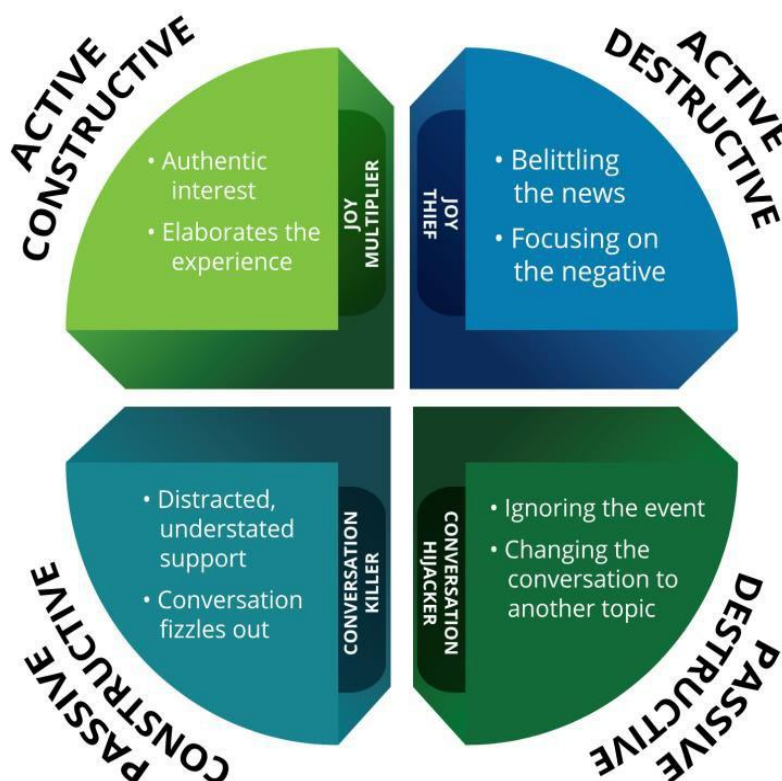 ACTIVE
CONSTRUCTIVE
• Authentic
interest
• Elaborates the
experience
JOY
MULTIPLIER
ACTIVE
DESTRUCTIVE
JOY
THIEF
• Belittling
the news
• Focusing on
the negative
PASSIVE
CONSTRUCTIVE
• Distracted,
understated
support
• Conversation
fizzles out
CONVERSATION
KILLER
PASSIVE
DESTRUCTIVE
CONVERSATION
HIJACKER
• Ignoring the event
• Changing the
conversation to
another topic